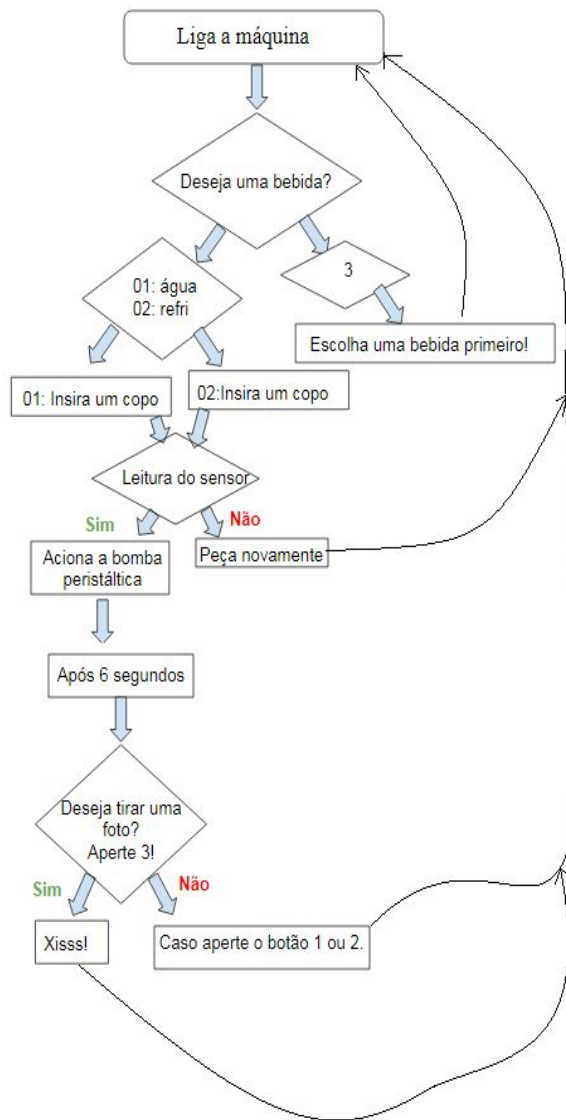 Liga a máquina
Deseja uma bebida?
01: água
02: refri
3
Escolha uma bebida primeiro!
01: Insira um copo
02:Insira um copo
Leitura do sensor
Sim
Não
Aciona a bomba
peristáltica
Peça novamente
Após 6 segundos
Deseja tirar uma
foto?
Aperte 3!
Sim
Não
Xisss!
Caso aperte o botão 1 ou 2.